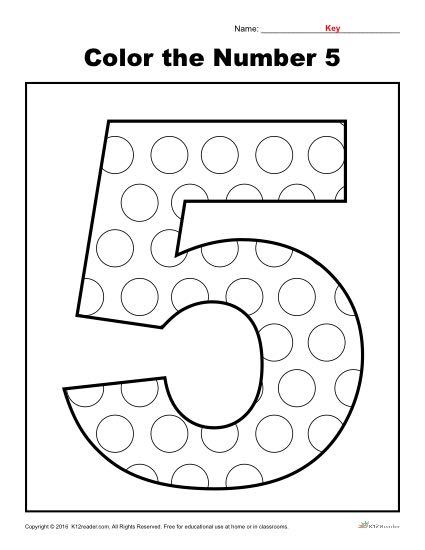 Name: ____________Key____________
Color the Number 5
Copyright © 2016 K12reader.com. All Rights Reserved. Free for educational use at home or in classrooms.
K12Reader